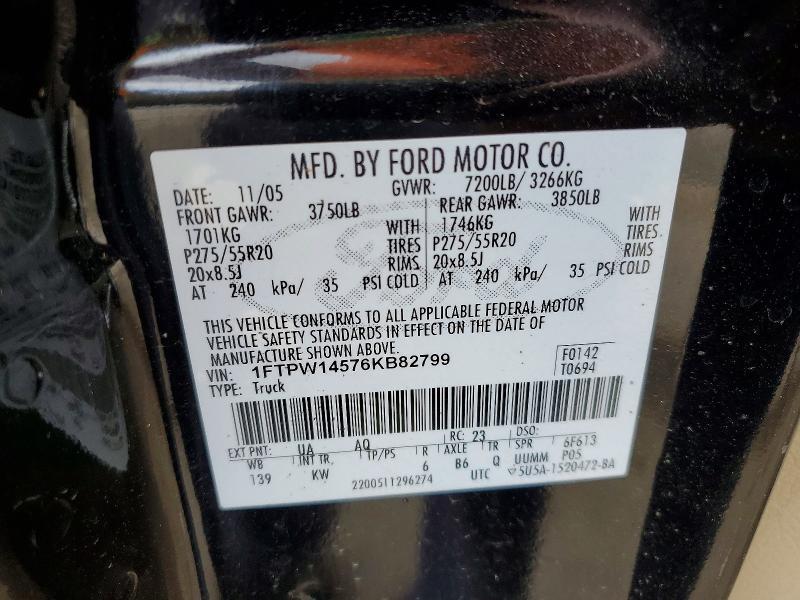 MFD. BY FORD MOTOR CO.
DATE: 11/05 GVWR: 7200LB/ 3266KG
FRONT GAWR: 3750LB REAR GAWR: 3850LB
1701KG WITH 1746KG WITH
P275/55R20 TIRES P275/55R20 TIRES
20x8.5J RIMS 20x8.5J RIMS
AT 240 kPa/ 35 PSI COLD AT 240 kPa/ 35 PSI COLD
THIS VEHICLE CONFORMS TO ALL APPLICABLE FEDERAL MOTOR
VEHICLE SAFETY STANDARDS IN EFFECT ON THE DATE OF
MANUFACTURE SHOWN ABOVE.
VIN: 1FTPW14576KB82799 F0142
TYPE: Truck T0694
EXT PNT: UA AQ RC: 23 DSO:
WB INT TR. TP/PS R AXLE TR SPR 6F613
139 KW 6 B6 Q UUMM P05
2200511296274 UTC ▽5U5A-1520472-BA